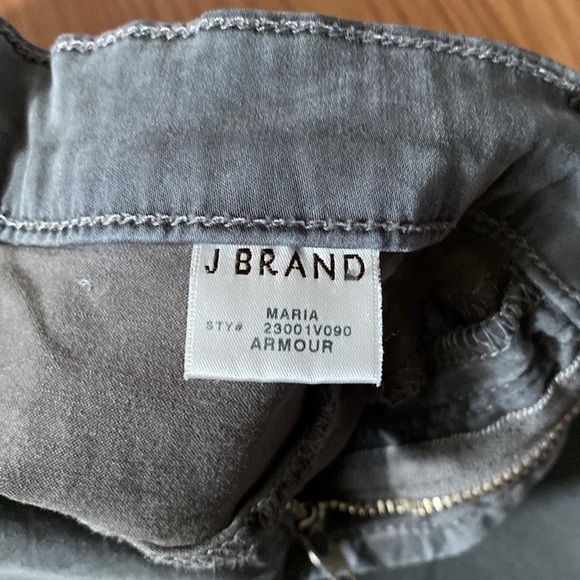 J BRAND
MARIA
STY# 23001V090
ARMOUR